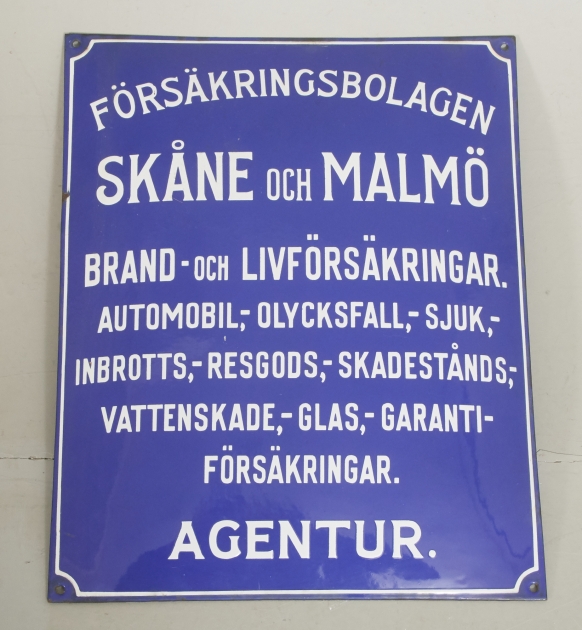 FÖRSÄKRINGSBOLAGEN
SKÅNE OCH MALMÖ
BRAND-OCH LIVFÖRSÄKRINGAR.
AUTOMOBIL,- OLYCKSFALL,- SJUK,-
INBROTTS,- RESGODS,- SKADESTÅNDS,-
VATTENSKADE,- GLAS,- GARANTI-
FÖRSÄKRINGAR.
AGENTUR.